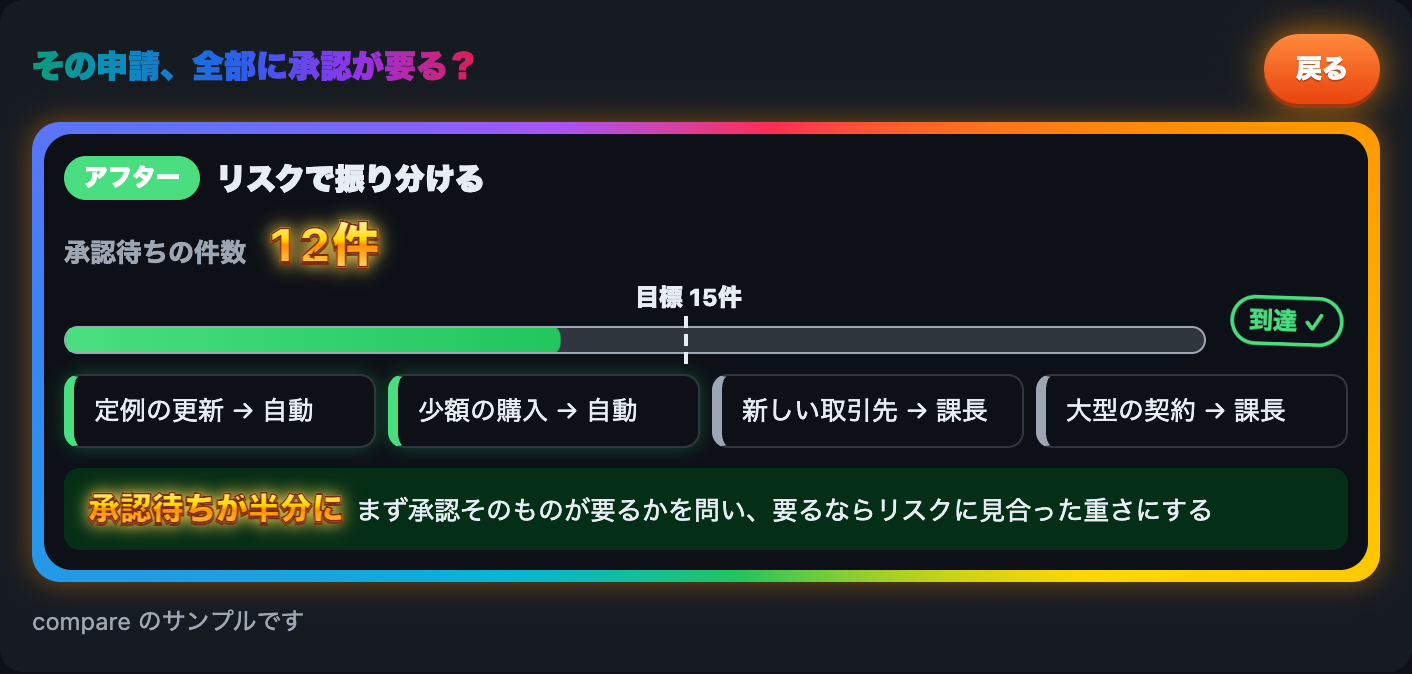 その申請、全部に承認が要る？
戻る
アフター リスクで振り分ける
承認待ちの件数 12件
目標 15件
到達 ✓
定例の更新 → 自動
少額の購入 → 自動
新しい取引先 → 課長
大型の契約 → 課長
承認待ちが半分に まず承認そのものが要るかを問い、要るならリスクに見合った重さにする
compare のサンプルです